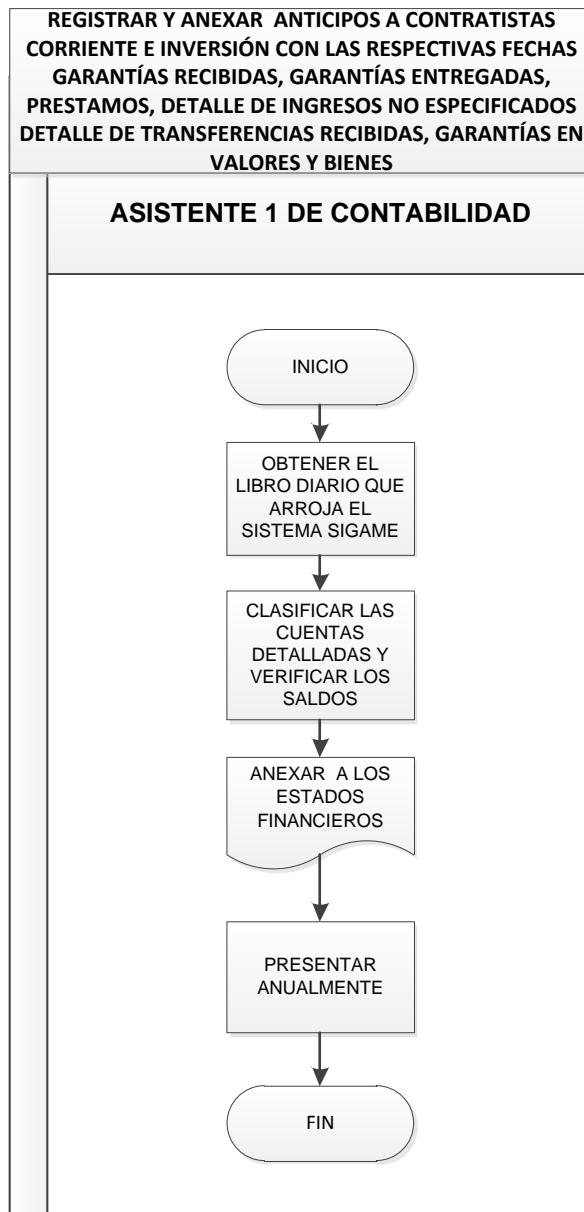 REGISTRAR Y ANEXAR  ANTICIPOS A CONTRATISTAS
CORRIENTE E INVERSIÓN CON LAS RESPECTIVAS FECHAS
GARANTÍAS RECIBIDAS, GARANTÍAS ENTREGADAS,
PRESTAMOS, DETALLE DE INGRESOS NO ESPECIFICADOS
DETALLE DE TRANSFERENCIAS RECIBIDAS, GARANTÍAS EN
VALORES Y BIENES
ASISTENTE 1 DE CONTABILIDAD
INICIO
OBTENER EL
LIBRO DIARIO QUE
ARROJA EL
SISTEMA SIGAME
CLASIFICAR LAS
CUENTAS
DETALLADAS Y
VERIFICAR LOS
SALDOS
ANEXAR  A LOS
ESTADOS
FINANCIEROS
PRESENTAR
ANUALMENTE
FIN